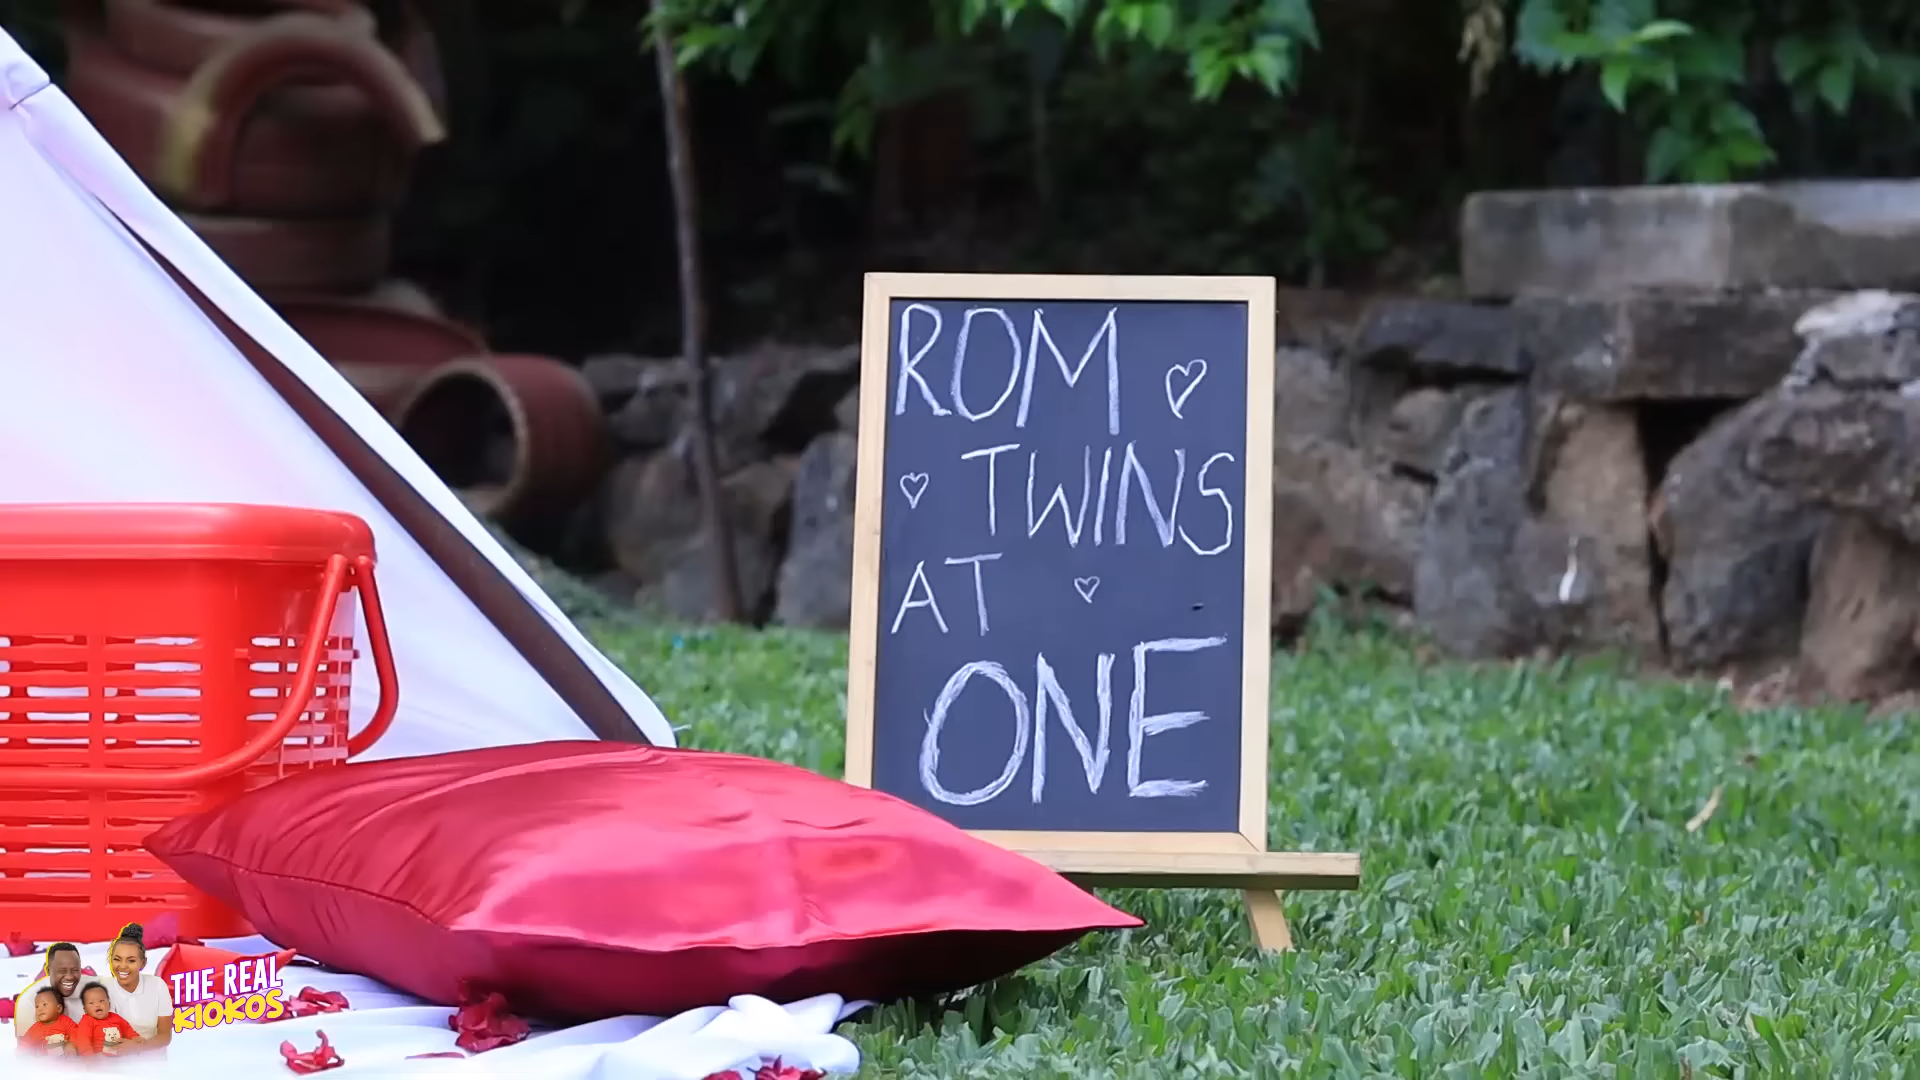 ROM
TWINS
AT
ONE
THE REAL
KIOKOS